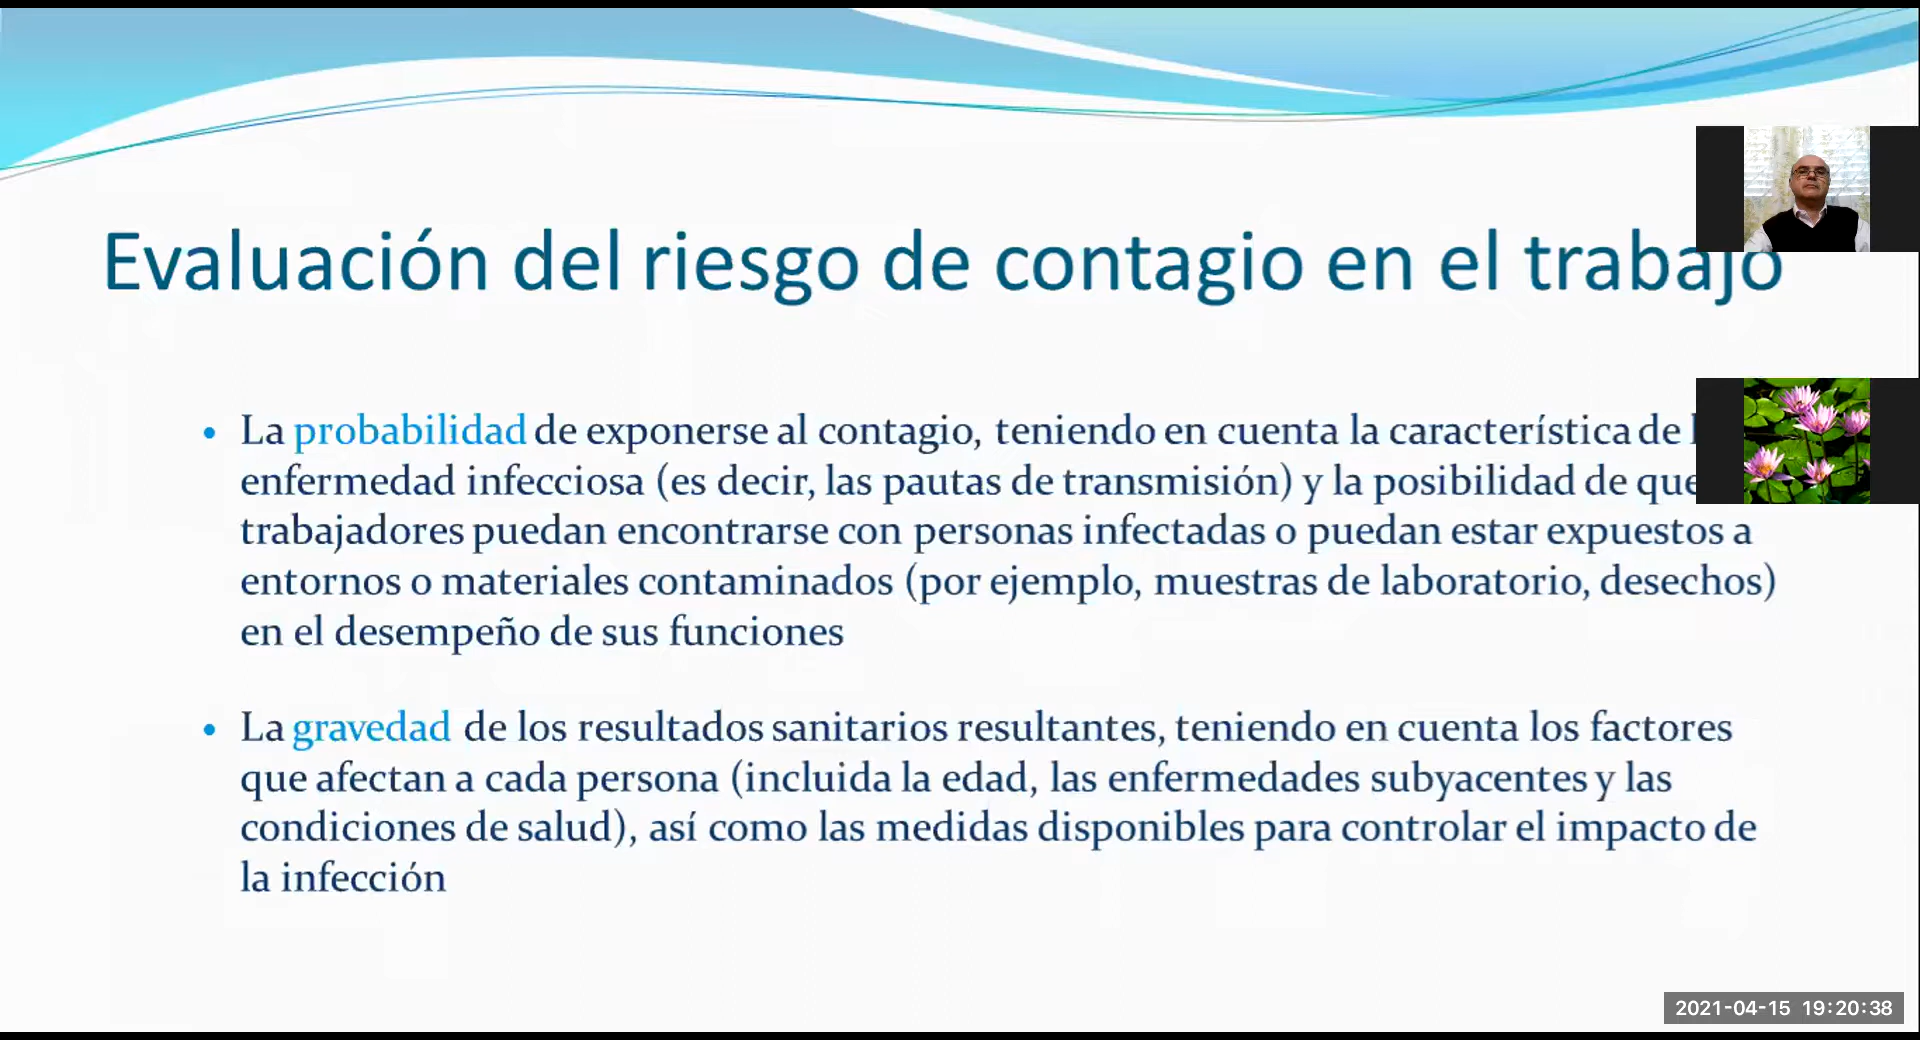 Evaluación del riesgo de contagio en el trabajo
• La probabilidad de exponerse al contagio, teniendo en cuenta la característica de
enfermedad infecciosa (es decir, las pautas de transmisión) y la posibilidad de que
trabajadores puedan encontrarse con personas infectadas o puedan estar expuestos a
entornos o materiales contaminados (por ejemplo, muestras de laboratorio, desechos)
en el desempeño de sus funciones
• La gravedad de los resultados sanitarios resultantes, teniendo en cuenta los factores
que afectan a cada persona (incluida la edad, las enfermedades subyacentes y las
condiciones de salud), así como las medidas disponibles para controlar el impacto de
la infección
2021-04-15 19:20:38